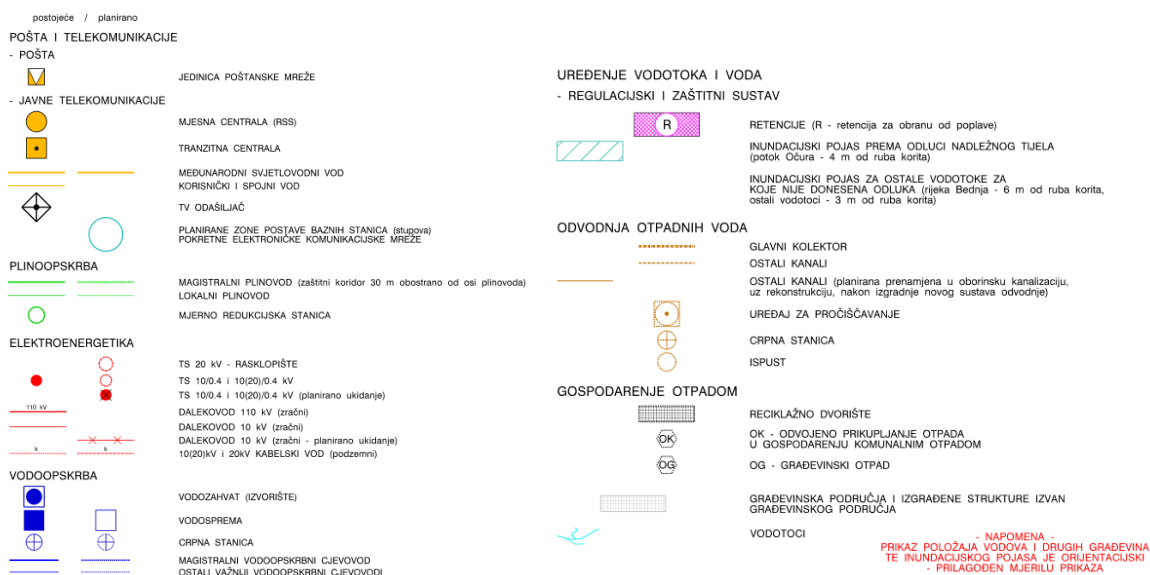 postojeće / planirano
POŠTA I TELEKOMUNIKACIJE
- POŠTA
JEDINICA POŠTANSKE MREŽE
- JAVNE TELEKOMUNIKACIJE
MJESNA CENTRALA (RSS)
TRANZITNA CENTRALA
MEĐUNARODNI SVJETLOVODNI VOD
KORISNIČKI I SPOJNI VOD
TV ODAŠILJAČ
PLANIRANE ZONE POSTAVE BAZNIH STANICA (stupova)
POKRETNE ELEKTRONIČKE KOMUNIKACIJSKE MREŽE
PLINOOPSKRBA
MAGISTRALNI PLINOVOD (zaštitni koridor 30 m obostrano od osi plinovoda)
LOKALNI PLINOVOD
MJERNO REDUKCIJSKA STANICA
ELEKTROENERGETIKA
TS 20 kV - RASKLOPIŠTE
TS 10/0.4 i 10(20)/0.4 kV
TS 10/0.4 i 10(20)/0.4 kV (planirano ukidanje)
110 kV
DALEKOVOD 110 kV (zračni)
DALEKOVOD 10 kV (zračni)
DALEKOVOD 10 kV (zračni - planirano ukidanje)
k k
10(20)kV i 20kV KABELSKI VOD (podzemni)
VODOOPSKRBA
VODOZAHVAT (IZVORIŠTE)
VODOSPREMA
CRPNA STANICA
MAGISTRALNI VODOOPSKRBNI CJEVOVOD
OSTALI VAŽNIJI VODOOPSKRBNI CJEVOVODI
UREĐENJE VODOTOKA I VODA
- REGULACIJSKI I ZAŠTITNI SUSTAV
R
RETENCIJE (R - retencija za obranu od poplave)
INUNDACIJSKI POJAS PREMA ODLUCI NADLEŽNOG TIJELA
(potok Očura - 4 m od ruba korita)
INUNDACIJSKI POJAS ZA OSTALE VODOTOKE ZA
KOJE NIJE DONESENA ODLUKA (rijeka Bednja - 6 m od ruba korita,
ostali vodotoci - 3 m od ruba korita)
ODVODNJA OTPADNIH VODA
GLAVNI KOLEKTOR
OSTALI KANALI
OSTALI KANALI (planirana prenamjena u oborinsku kanalizaciju,
uz rekonstrukciju, nakon izgradnje novog sustava odvodnje)
UREĐAJ ZA PROČIŠĆAVANJE
CRPNA STANICA
ISPUST
GOSPODARENJE OTPADOM
RECIKLAŽNO DVORIŠTE
OK
OK - ODVOJENO PRIKUPLJANJE OTPADA
U GOSPODARENJU KOMUNALNIM OTPADOM
OG
OG - GRAĐEVINSKI OTPAD
GRAĐEVINSKA PODRUČJA I IZGRAĐENE STRUKTURE IZVAN
GRAĐEVINSKOG PODRUČJA
VODOTOCI
- NAPOMENA -
PRIKAZ POLOŽAJA VODOVA I DRUGIH GRAĐEVINA
TE INUNDACIJSKOG POJASA JE ORIJENTACIJSKI
- PRILAGOĐEN MJERILU PRIKAZA